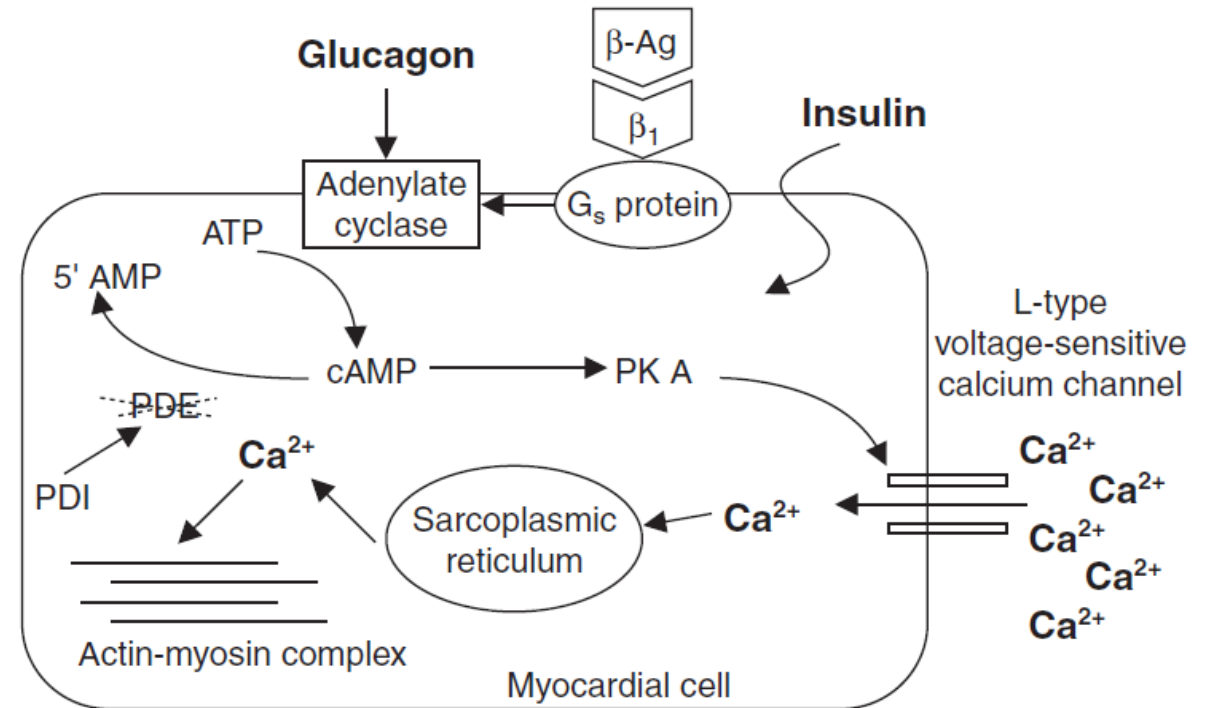 β-Ag
Glucagon
β₁
Insulin
Adenylate
cyclase
Gₛ protein
ATP
5' AMP
L-type
voltage-sensitive
calcium channel
cAMP
PK A
PDE
Ca²⁺
Ca²⁺
Ca²⁺
PDI
Sarcoplasmic
reticulum
Ca²⁺
Ca²⁺
Ca²⁺
Ca²⁺
Actin-myosin complex
Myocardial cell